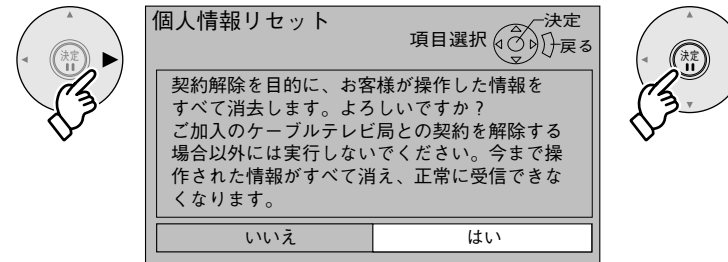 決定
個人情報リセット
項目選択
決定
戻る
契約解除を目的に、お客様が操作した情報を
すべて消去します。よろしいですか？
ご加入のケーブルテレビ局との契約を解除する
場合以外には実行しないでください。今まで操
作された情報がすべて消え、正常に受信できな
くなります。
いいえ
はい
決定